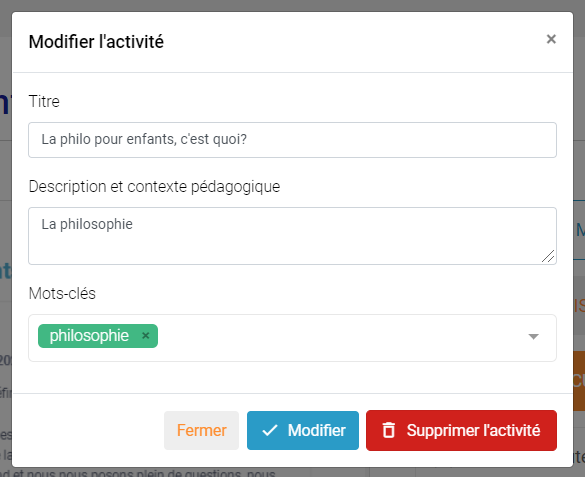 Modifier l'activité
×
Titre
La philo pour enfants, c'est quoi?
Description et contexte pédagogique
La philosophie
Mots-clés
philosophie ×
Fermer
Modifier
Supprimer l'activité